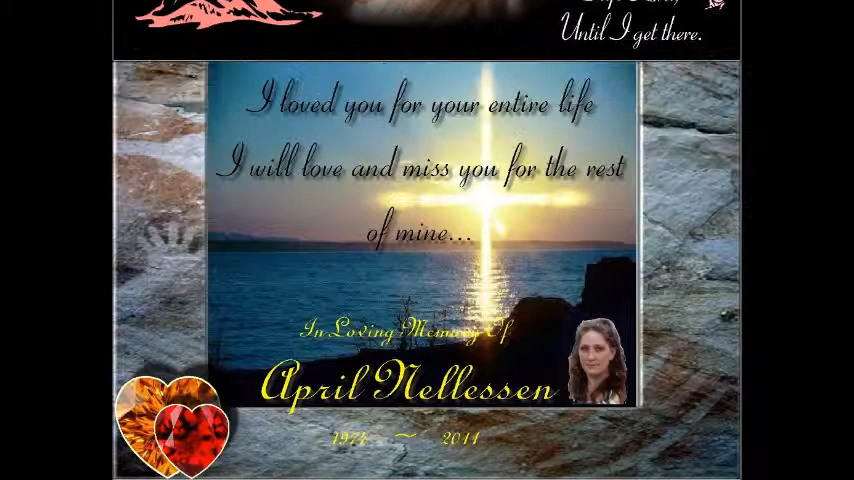 Until I get there.
I loved you for your entire life
I will love and miss you for the rest
of mine...
In Loving Memory Of
April Nellessen
1974 ~ 2011